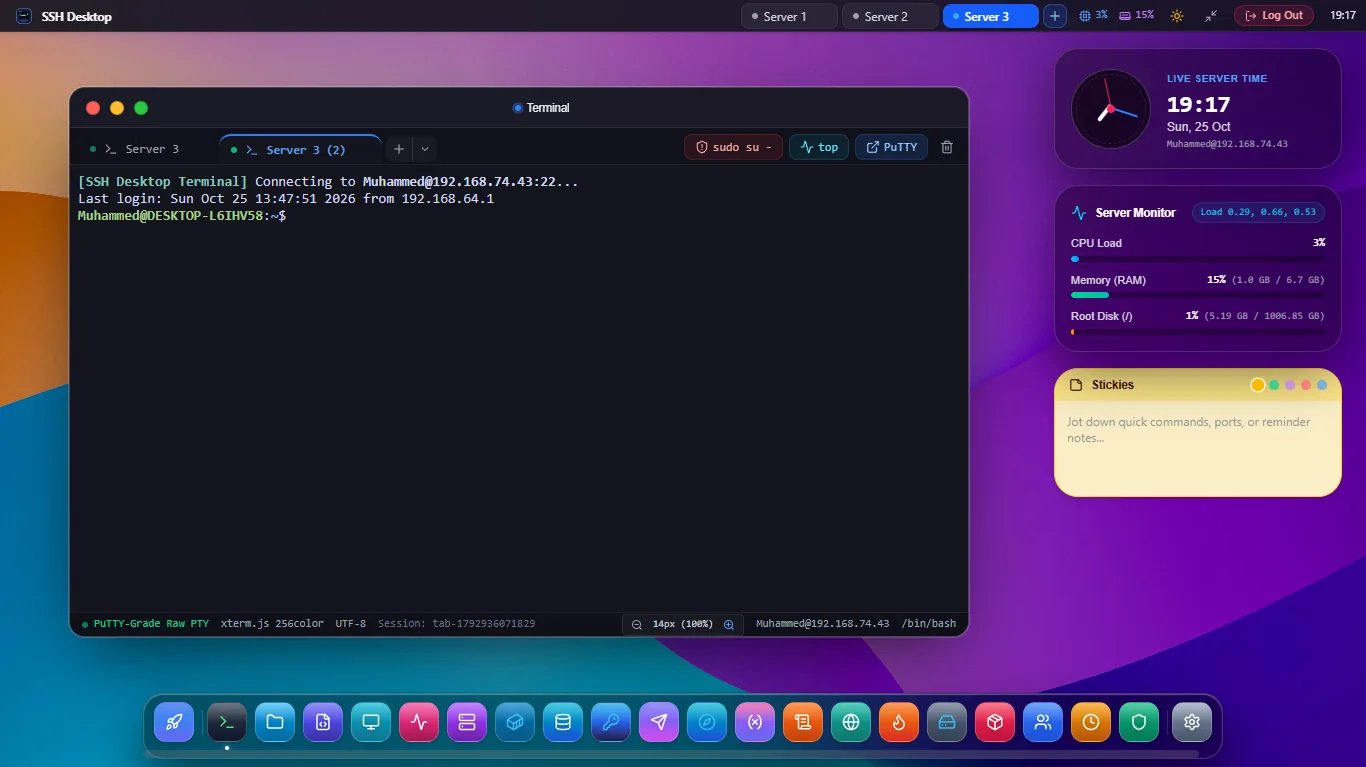 SSH Desktop
Server 1
Server 2
Server 3
3%
15%
Log Out
19:17
Terminal
Server 3
Server 3 (2)
sudo su -
top
PuTTY
[SSH Desktop Terminal] Connecting to Muhammed@192.168.74.43:22...
Last login: Sun Oct 25 13:47:51 2026 from 192.168.64.1
Muhammed@DESKTOP-L6IHV58:~$
PuTTY-Grade Raw PTY xterm.js 256color UTF-8 Session: tab-1792936071829
14px (100%)
Muhammed@192.168.74.43 /bin/bash
LIVE SERVER TIME
19:17
Sun, 25 Oct
Muhammed@192.168.74.43
Server Monitor
Load 0.29, 0.66, 0.53
CPU Load 3%
Memory (RAM) 15% (1.0 GB / 6.7 GB)
Root Disk (/) 1% (5.19 GB / 1006.85 GB)
Stickies
Jot down quick commands, ports, or reminder
notes...